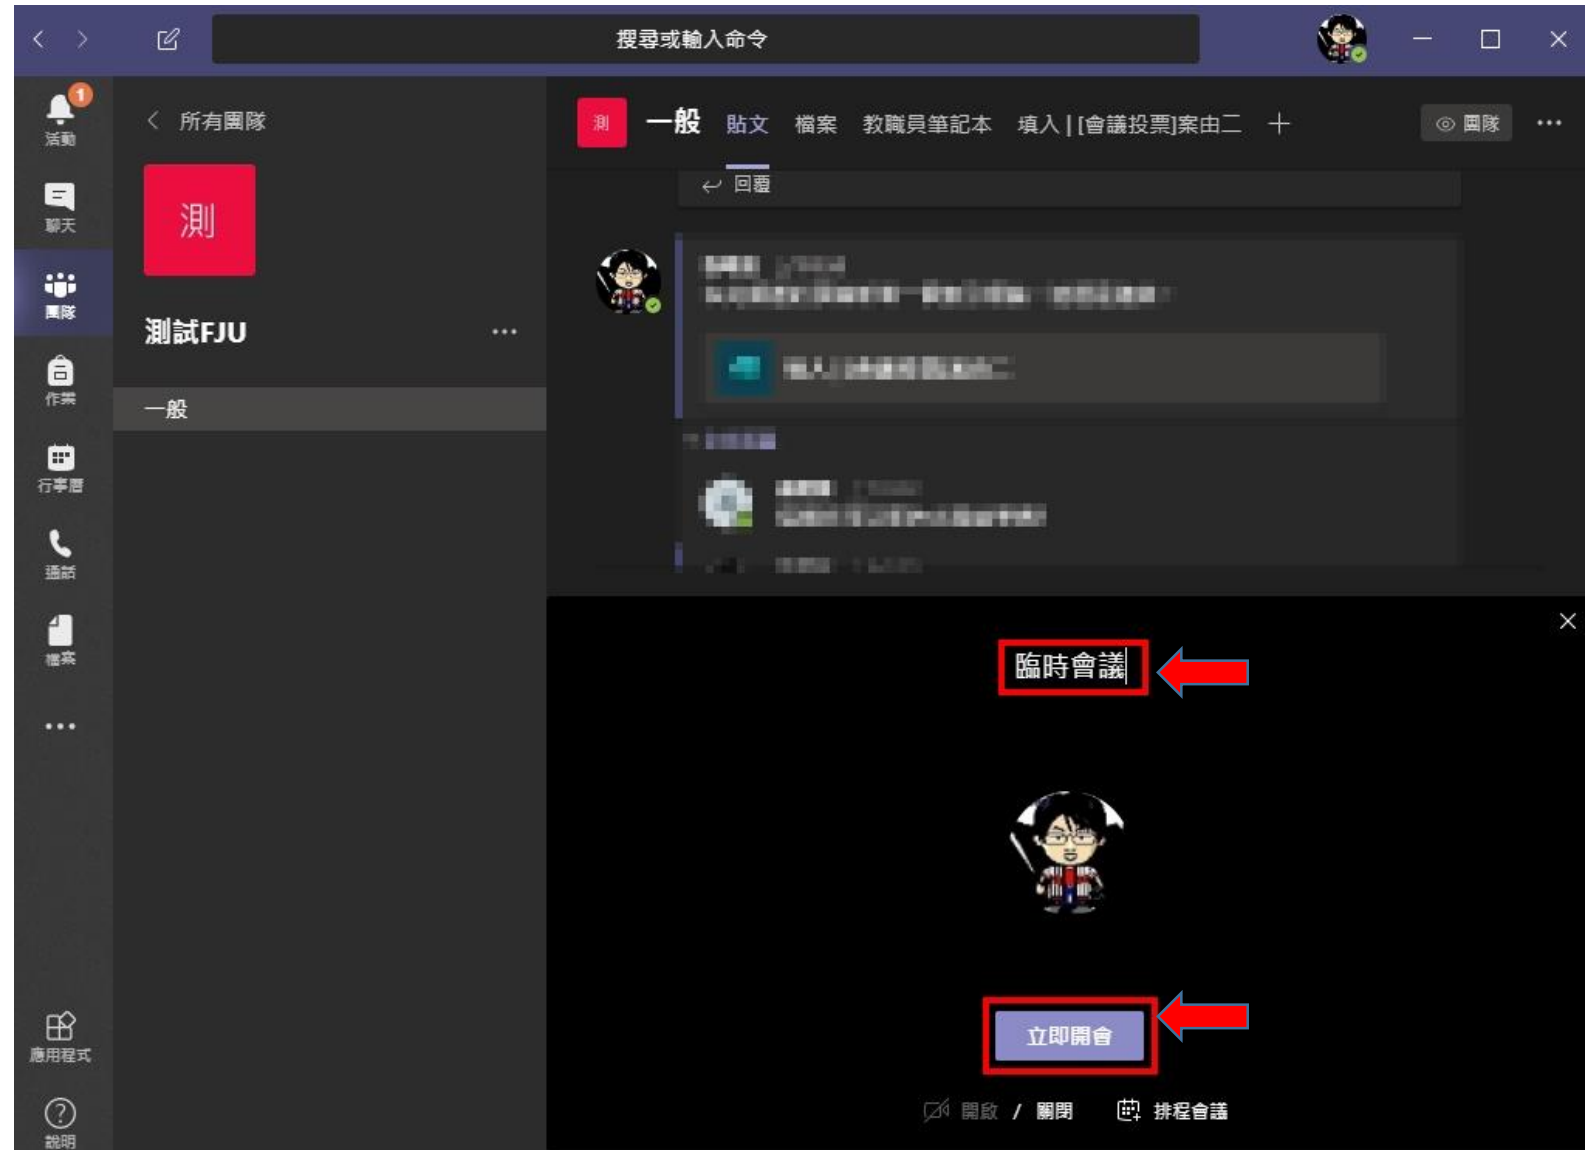 搜尋或輸入命令
1
活動
聊天
團隊
作業
行事曆
通話
檔案
應用程式
說明
所有團隊
測
測試FJU
一般
測 一般 貼文 檔案 教職員筆記本 填入 | [會議投票]案由二 團隊
回覆
臨時會議
立即開會
開啟 / 關閉 排程會議